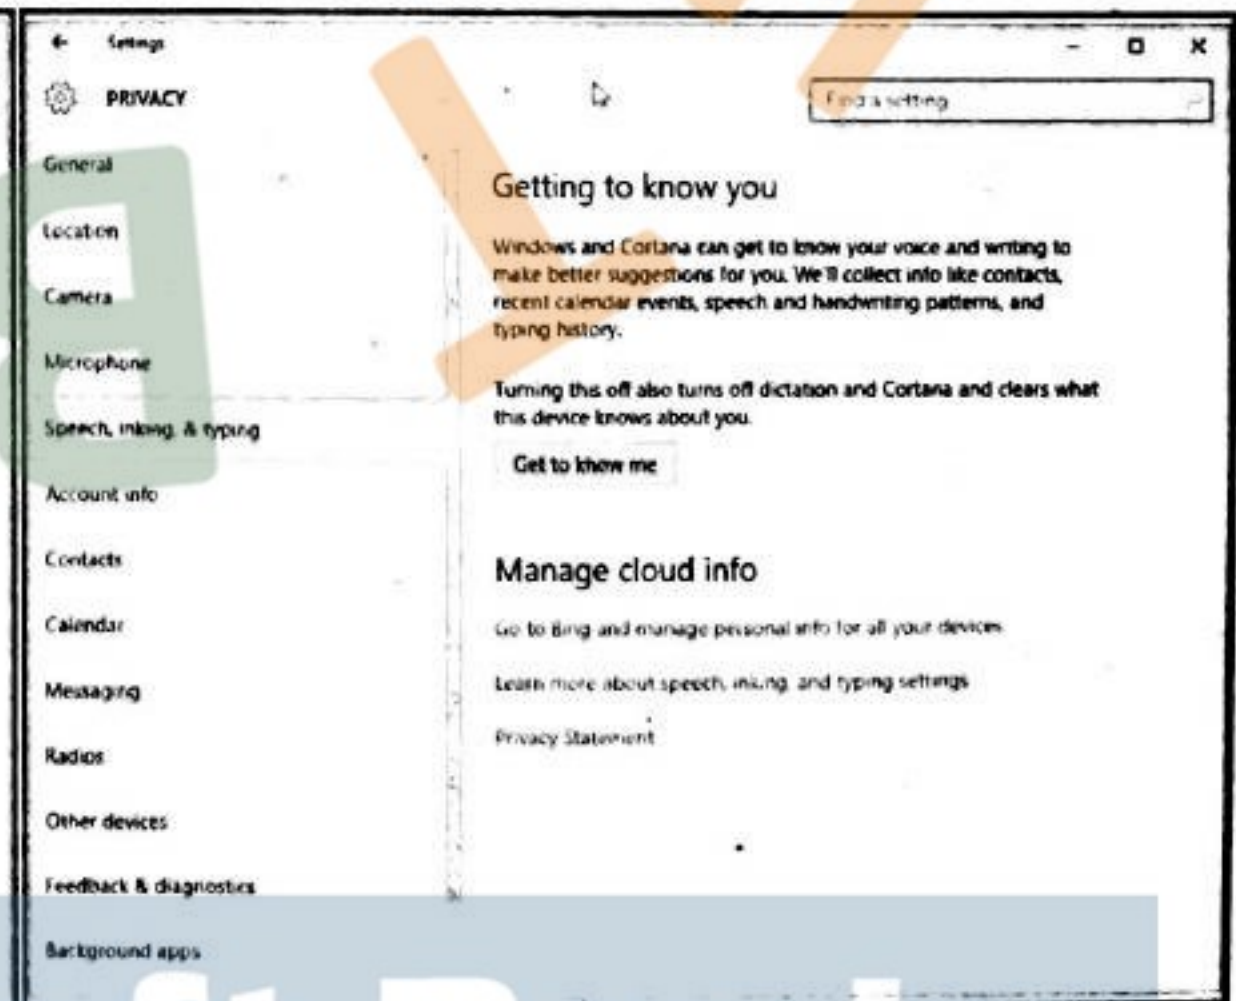 Settings
PRIVACY
Find a setting
General
Location
Camera
Microphone
Speech, inking, & typing
Account info
Contacts
Calendar
Messaging
Radios
Other devices
Feedback & diagnostics
Background apps
Getting to know you
Windows and Cortana can get to know your voice and writing to
make better suggestions for you. We'll collect info like contacts,
recent calendar events, speech and handwriting patterns, and
typing history.
Turning this off also turns off dictation and Cortana and clears what
this device knows about you.
Get to know me
Manage cloud info
Go to Bing and manage personal info for all your devices
Learn more about speech, inking, and typing settings
Privacy Statement